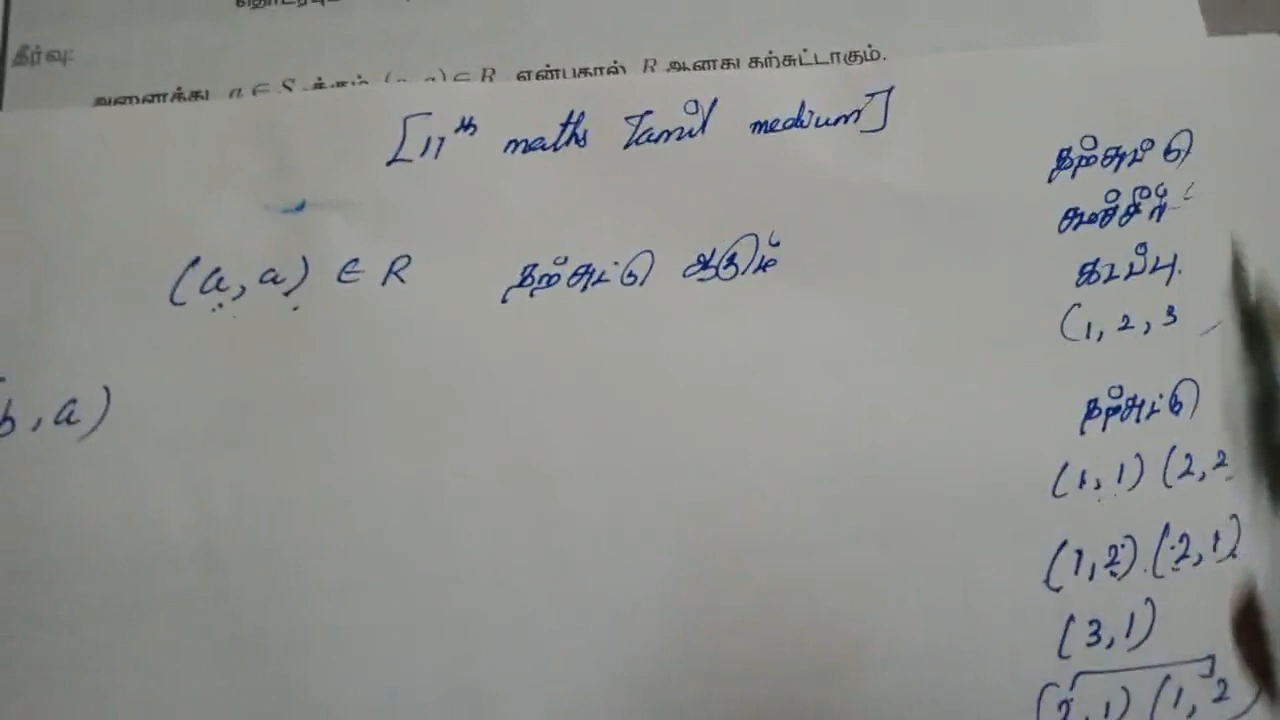 தீர்வு:
அனைத்து a ∈ S க்கும் (a, a) ∈ R என்பதால் R ஆனது தற்சுட்டாகும்.
[11th maths Tamil medium]
(a, a) ∈ R தற்சுட்டு ஆகும்
b, a)
தற்சுட்டு
சமச்சீர்
கடப்பு.
(1, 2, 3
தற்சுட்டு
(1, 1) (2, 2
(1, 2) (2, 1)
(3, 1)
(2, 1) (1, 2